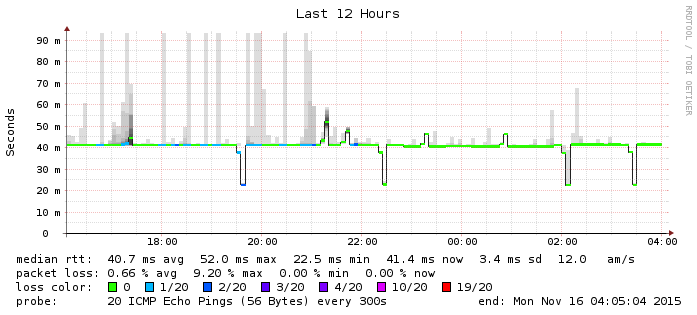 Last 12 Hours
RRDTOOL / TOBI OETIKER
Seconds
90 m
80 m
70 m
60 m
50 m
40 m
30 m
20 m
10 m
0
18:00 20:00 22:00 00:00 02:00 04:00
median rtt: 40.7 ms avg 52.0 ms max 22.5 ms min 41.4 ms now 3.4 ms sd 12.0 am/s
packet loss: 0.66 % avg 9.20 % max 0.00 % min 0.00 % now
loss color: 0 1/20 2/20 3/20 4/20 10/20 19/20
probe: 20 ICMP Echo Pings (56 Bytes) every 300s end: Mon Nov 16 04:05:04 2015